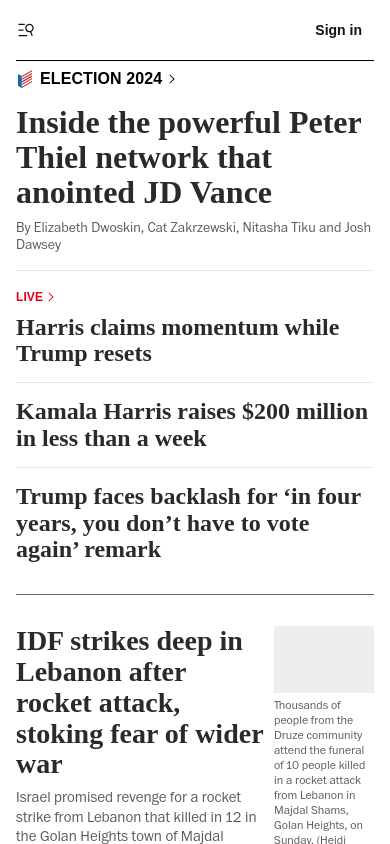 Sign in
ELECTION 2024
Inside the powerful Peter
Thiel network that
anointed JD Vance
By Elizabeth Dwoskin, Cat Zakrzewski, Nitasha Tiku and Josh
Dawsey
LIVE
Harris claims momentum while
Trump resets
Kamala Harris raises $200 million
in less than a week
Trump faces backlash for ‘in four
years, you don’t have to vote
again’ remark
IDF strikes deep in
Lebanon after
rocket attack,
stoking fear of wider
war
Israel promised revenge for a rocket
strike from Lebanon that killed in 12 in
the Golan Heights town of Majdal
Thousands of
people from the
Druze community
attend the funeral
of 10 people killed
in a rocket attack
from Lebanon in
Majdal Shams,
Golan Heights, on
Sunday. (Heidi